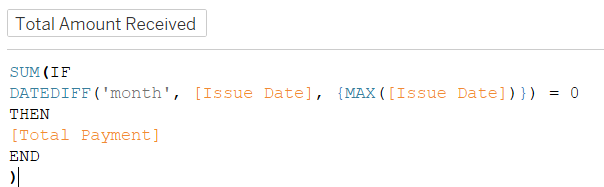 Total Amount Received
SUM(IF
DATEDIFF('month', [Issue Date], {MAX([Issue Date])}) = 0
THEN
[Total Payment]
END
)